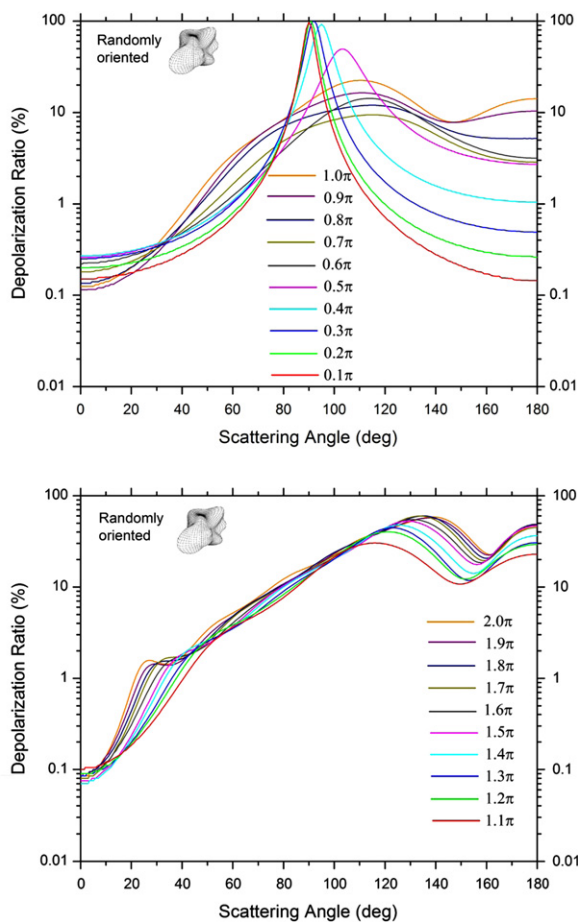 Randomly
oriented
Depolarization Ratio (%)
100
10
1
0.1
0.01
100
10
1
0.1
0.01
1.0π
0.9π
0.8π
0.7π
0.6π
0.5π
0.4π
0.3π
0.2π
0.1π
0 20 40 60 80 100 120 140 160 180
Scattering Angle (deg)
Randomly
oriented
Depolarization Ratio (%)
100
10
1
0.1
0.01
100
10
1
0.1
0.01
2.0π
1.9π
1.8π
1.7π
1.6π
1.5π
1.4π
1.3π
1.2π
1.1π
0 20 40 60 80 100 120 140 160 180
Scattering Angle (deg)